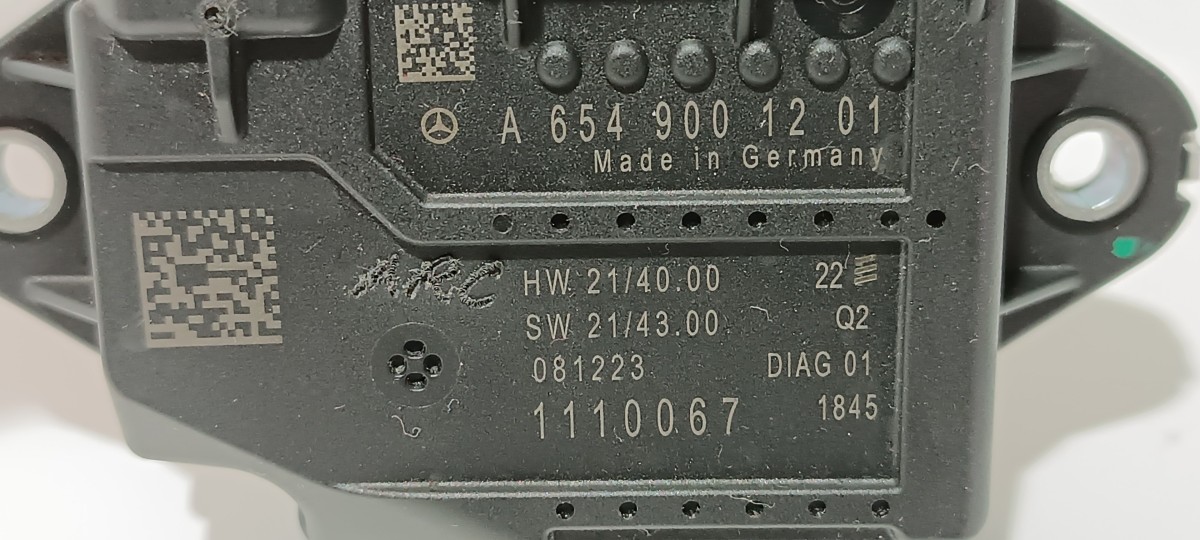 A 654 900 12 01
Made in Germany
ARC
HW 21/40.00 22
SW 21/43.00 Q2
081223 DIAG 01
1110067 1845